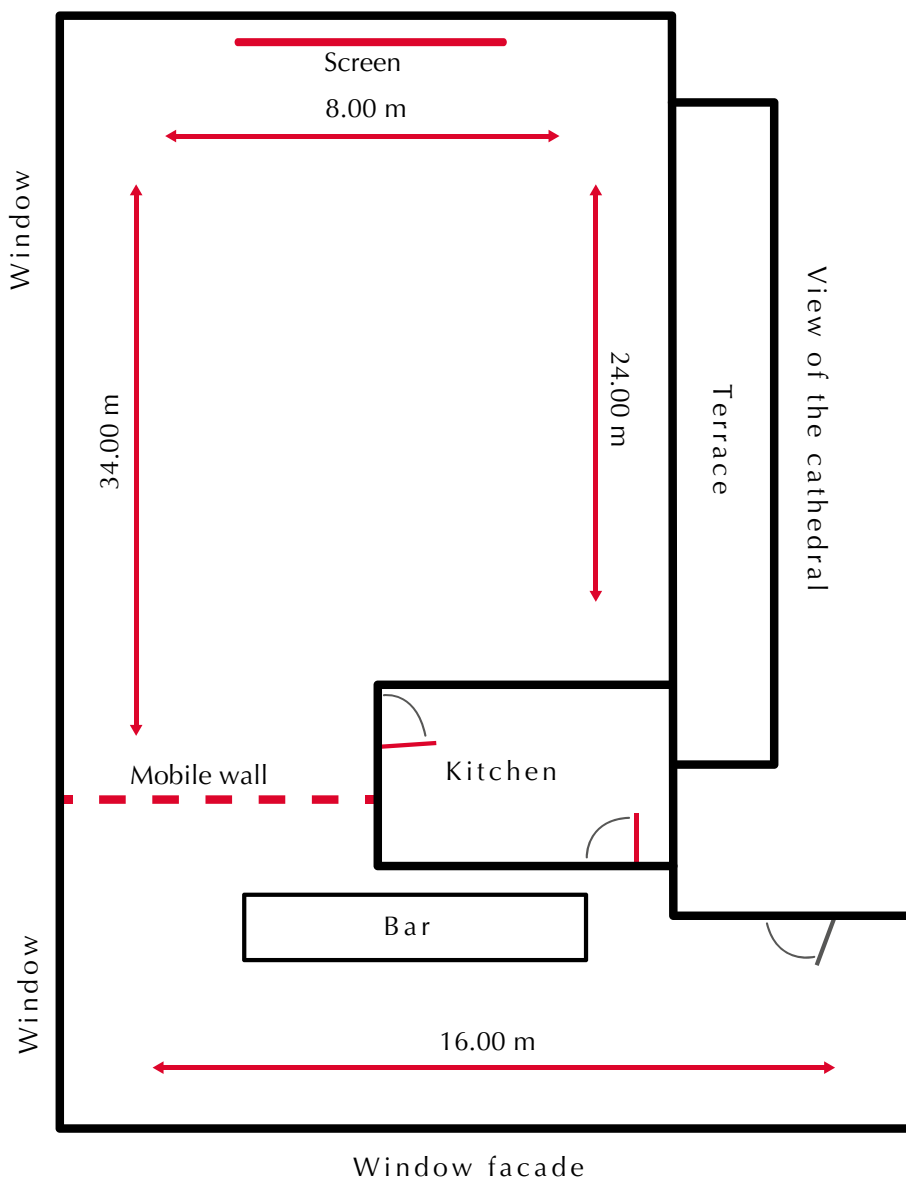 Screen
8.00 m
Window
34.00 m
24.00 m
Terrace
View of the cathedral
Mobile wall
Kitchen
Bar
Window
16.00 m
Window facade